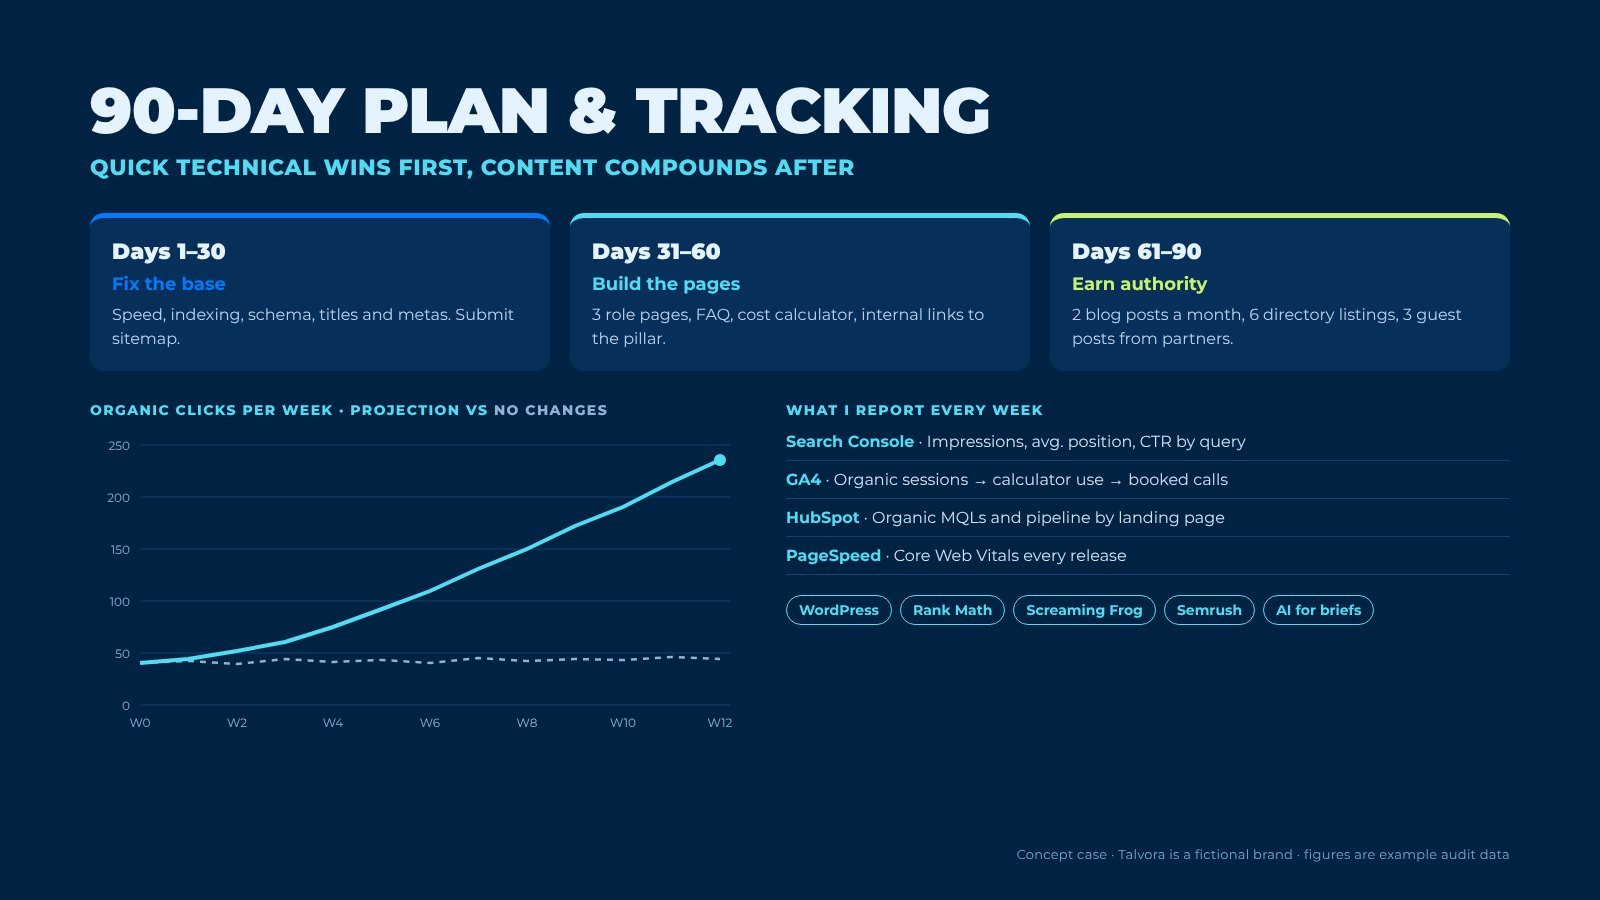 90-DAY PLAN & TRACKING
QUICK TECHNICAL WINS FIRST, CONTENT COMPOUNDS AFTER
Days 1–30
Fix the base
Speed, indexing, schema, titles and metas. Submit
sitemap.
Days 31–60
Build the pages
3 role pages, FAQ, cost calculator, internal links to
the pillar.
Days 61–90
Earn authority
2 blog posts a month, 6 directory listings, 3 guest
posts from partners.
ORGANIC CLICKS PER WEEK · PROJECTION VS NO CHANGES
250
200
150
100
50
0
W0 W2 W4 W6 W8 W10 W12
WHAT I REPORT EVERY WEEK
Search Console · Impressions, avg. position, CTR by query
GA4 · Organic sessions → calculator use → booked calls
HubSpot · Organic MQLs and pipeline by landing page
PageSpeed · Core Web Vitals every release
WordPress Rank Math Screaming Frog Semrush AI for briefs
Concept case · Talvora is a fictional brand · figures are example audit data